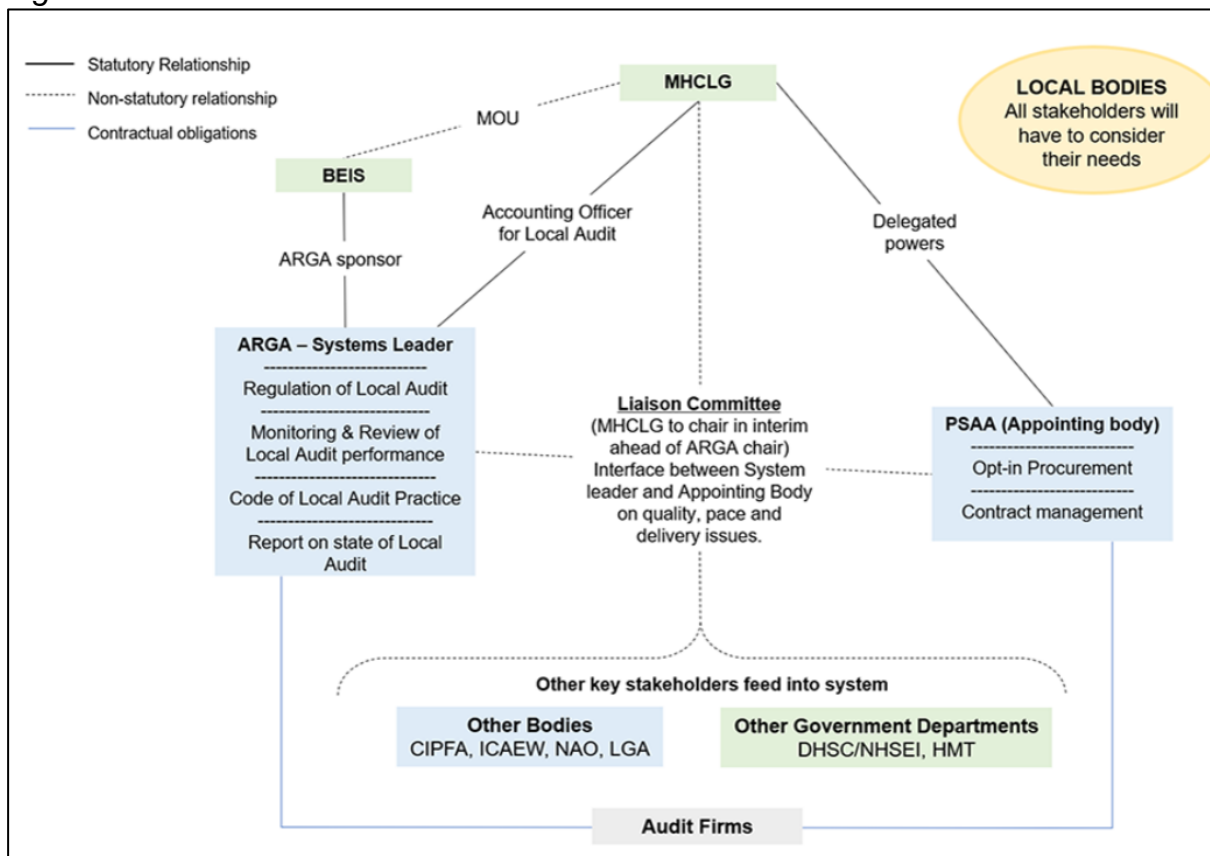 Statutory Relationship
Non-statutory relationship
Contractual obligations
MHCLG
LOCAL BODIES
All stakeholders will
have to consider
their needs
MOU
BEIS
Accounting Officer
for Local Audit
Delegated
powers
ARGA sponsor
ARGA – Systems Leader
Regulation of Local Audit
Monitoring & Review of
Local Audit performance
Code of Local Audit Practice
Report on state of Local
Audit
Liaison Committee
(MHCLG to chair in interim
ahead of ARGA chair)
Interface between System
leader and Appointing Body
on quality, pace and
delivery issues.
PSAA (Appointing body)
Opt-in Procurement
Contract management
Other key stakeholders feed into system
Other Bodies
CIPFA, ICAEW, NAO, LGA
Other Government Departments
DHSC/NHSEI, HMT
Audit Firms